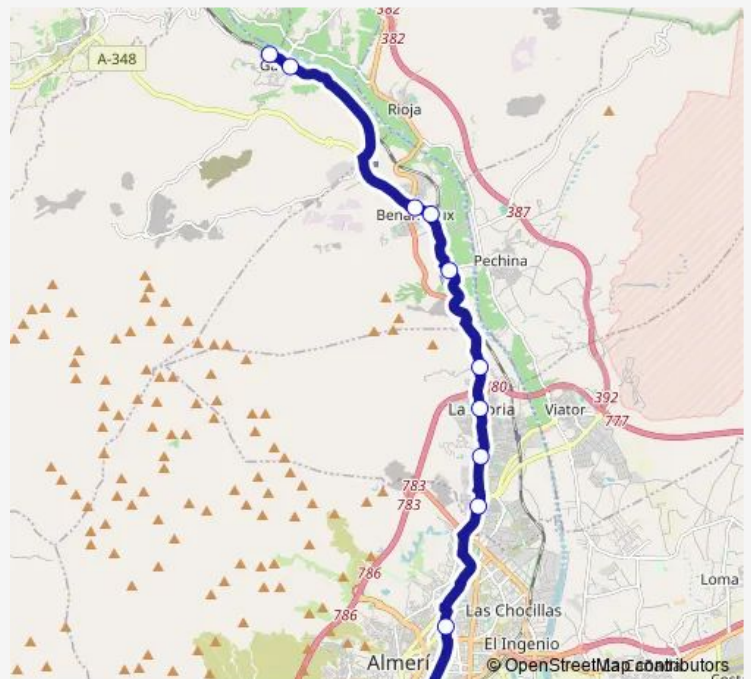 382
382
A-348
Rioja
387
Pechina
392
Viator
777
783
783
786
Loma
Las Chocillas
786
El Ingenio
Almerí
© OpenStreetMap contributors